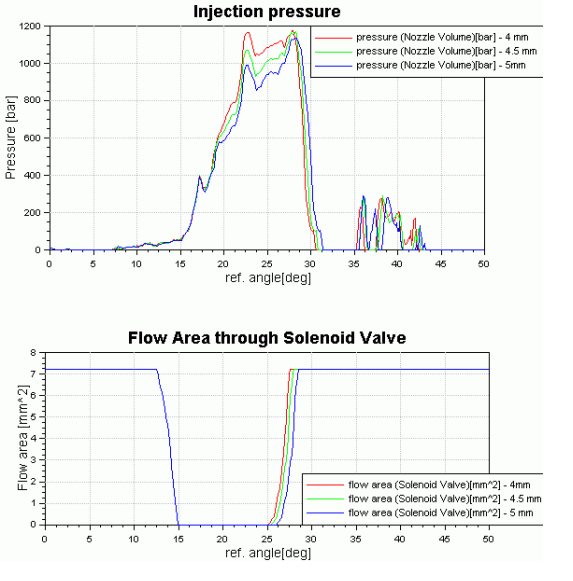 Injection pressure
1200
1000
800
600
400
200
0
Pressure [bar]
pressure (Nozzle Volume)[bar] - 4 mm
pressure (Nozzle Volume)[bar] - 4.5 mm
pressure (Nozzle Volume)[bar] - 5mm
0 5 10 15 20 25 30 35 40 45 50
ref. angle[deg]
Flow Area through Solenoid Valve
8
7
6
5
4
3
2
1
0
Flow area [mm^2]
flow area (Solenoid Valve)[mm^2] - 4mm
flow area (Solenoid Valve)[mm^2] - 4.5 mm
flow area (Solenoid Valve)[mm^2] - 5 mm
0 5 10 15 20 25 30 35 40 45 50
ref. angle[deg]